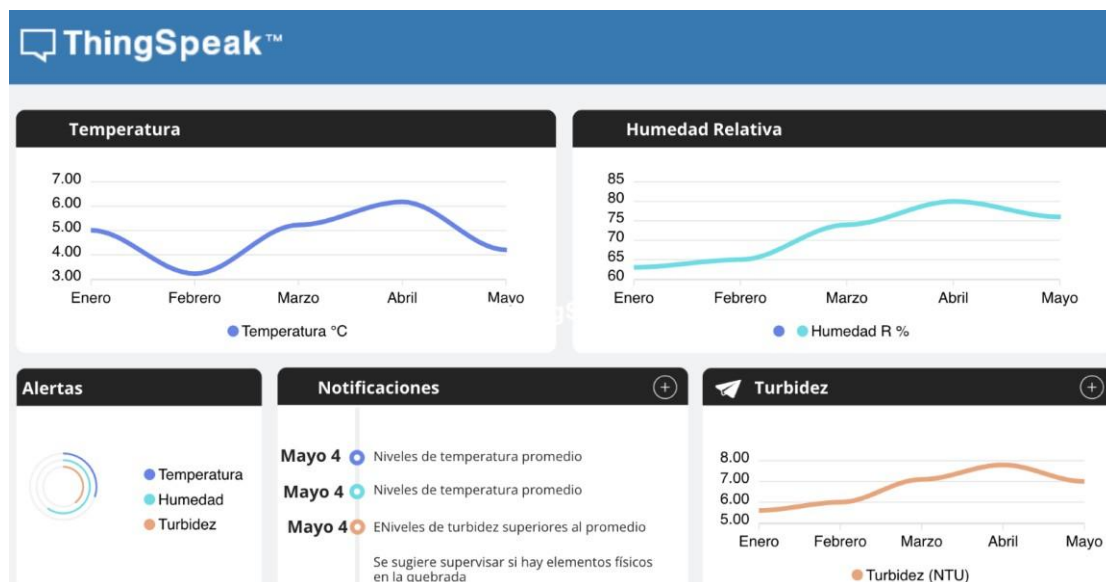 ThingSpeak™
Temperatura
7.00
6.00
5.00
4.00
3.00
Enero Febrero Marzo Abril Mayo
Temperatura °C
Humedad Relativa
85
80
75
70
65
60
Enero Febrero Marzo Abril Mayo
Humedad R %
Alertas
Temperatura
Humedad
Turbidez
Notificaciones
Mayo 4 Niveles de temperatura promedio
Mayo 4 Niveles de temperatura promedio
Mayo 4 ENiveles de turbidez superiores al promedio
Se sugiere supervisar si hay elementos físicos
en la quebrada
Turbidez
8.00
7.00
6.00
5.00
Enero Febrero Marzo Abril Mayo
Turbidez (NTU)